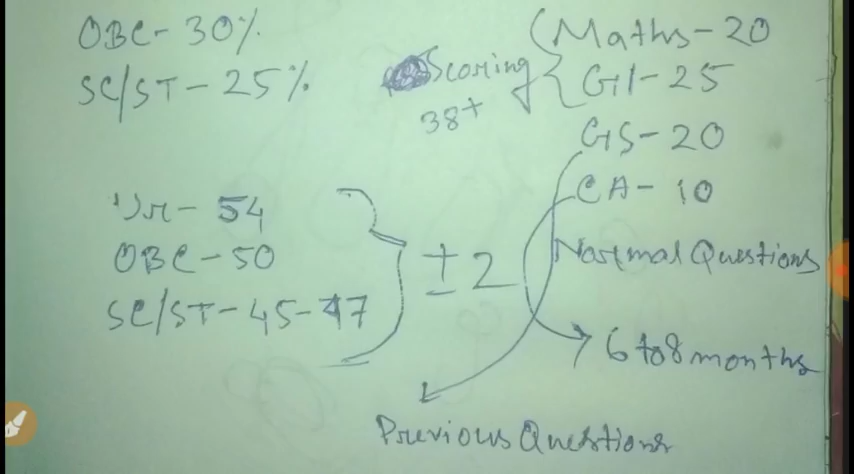 OBC- 30%
SC/ST- 25%
Scoring
38+
Maths- 20
GI- 25
GS- 20
CA- 10
Normal Questions
Ur- 54
OBC- 50
SC/ST- 45-47
±2
6 to 8 months
Previous Questions